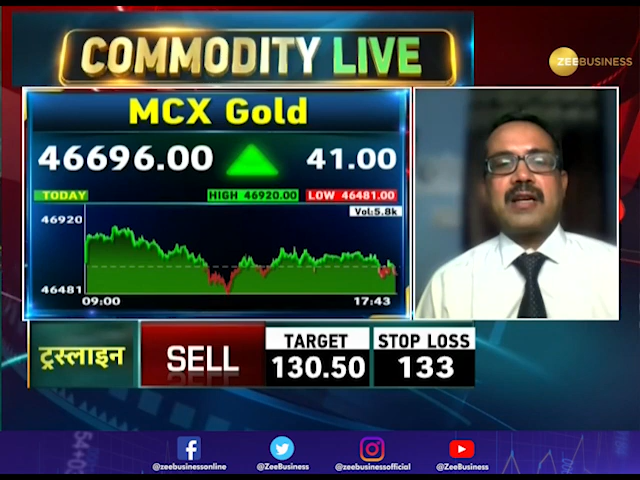 COMMODITY LIVE
ZEEBUSINESS
MCX Gold
46696.00 41.00
TODAY HIGH 46920.00 LOW 46481.00
Vol:5.8k
46920
46481
09:00 17:43
ट्रस्टलाइन SELL
TARGET
130.50
STOP LOSS
133
@zeebusinessonline @ZeeBusiness @zeebusinessofficial @ZeeBusiness